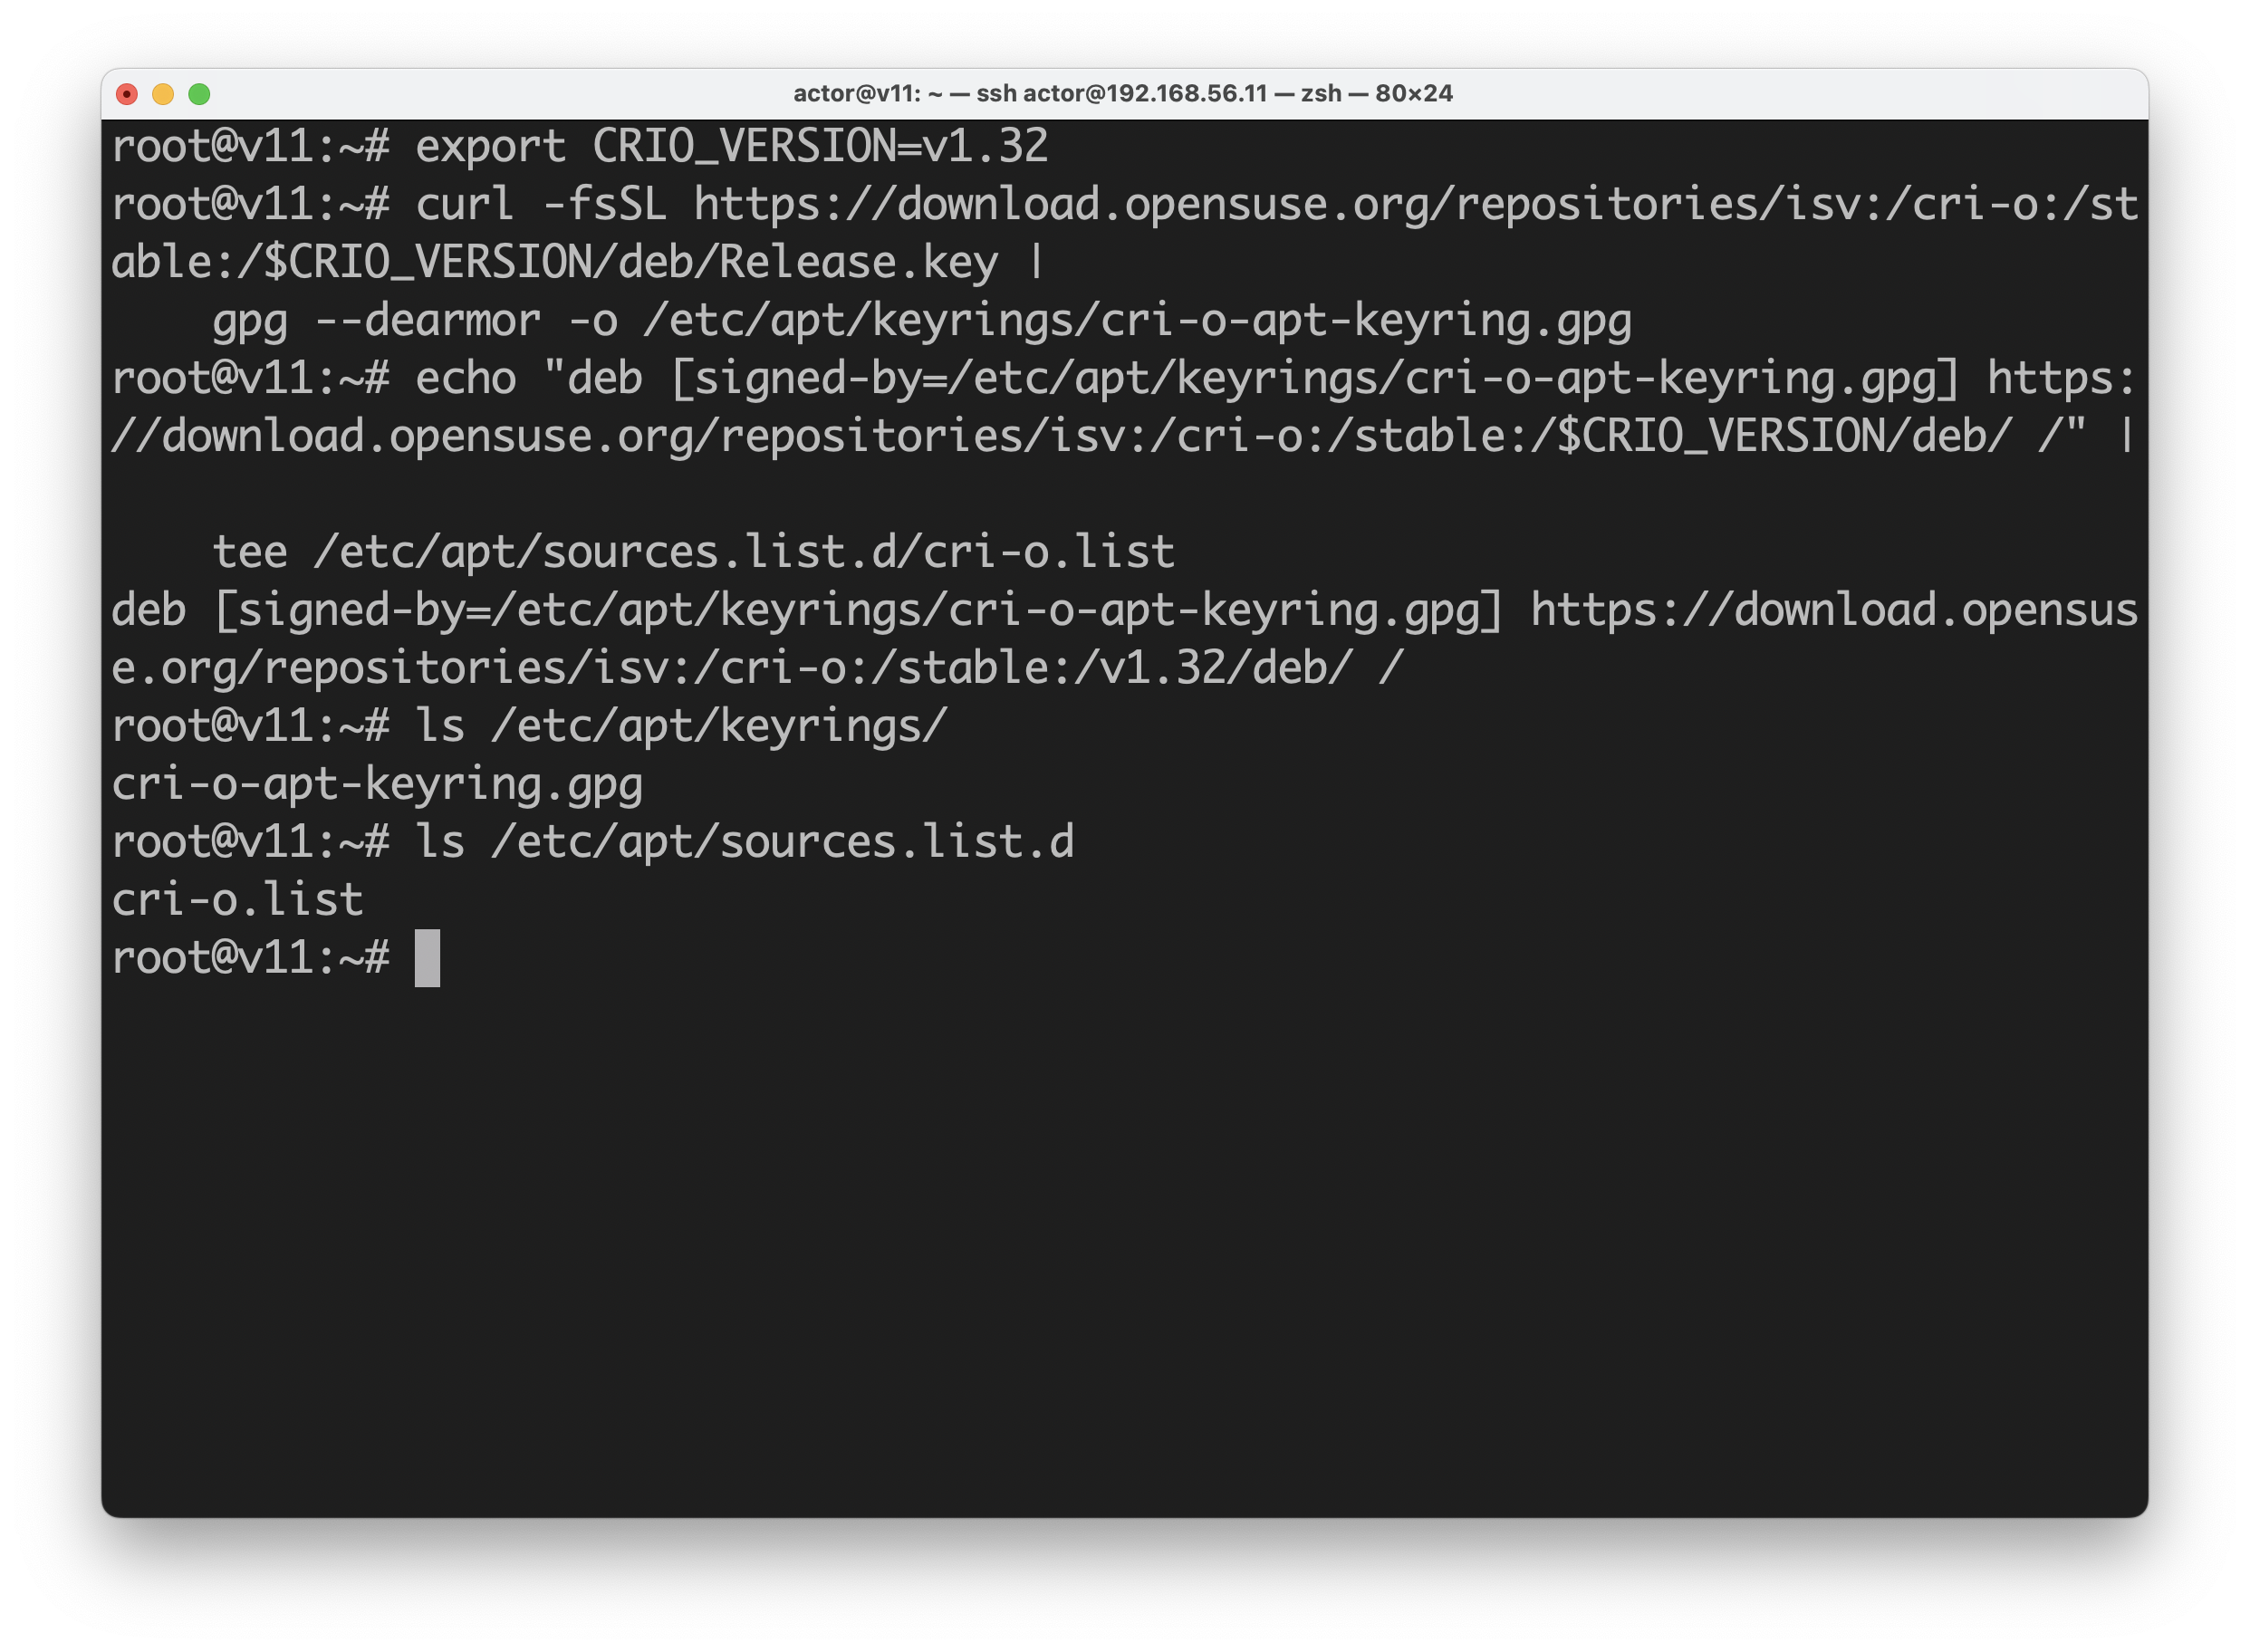 actor@v11: ~ — ssh actor@192.168.56.11 — zsh — 80×24
root@v11:~# export CRIO_VERSION=v1.32
root@v11:~# curl -fsSL https://download.opensuse.org/repositories/isv:/cri-o:/st
able:/$CRIO_VERSION/deb/Release.key |
    gpg --dearmor -o /etc/apt/keyrings/cri-o-apt-keyring.gpg
root@v11:~# echo "deb [signed-by=/etc/apt/keyrings/cri-o-apt-keyring.gpg] https:
//download.opensuse.org/repositories/isv:/cri-o:/stable:/$CRIO_VERSION/deb/ /" |
    tee /etc/apt/sources.list.d/cri-o.list
deb [signed-by=/etc/apt/keyrings/cri-o-apt-keyring.gpg] https://download.opensus
e.org/repositories/isv:/cri-o:/stable:/v1.32/deb/ /
root@v11:~# ls /etc/apt/keyrings/
cri-o-apt-keyring.gpg
root@v11:~# ls /etc/apt/sources.list.d
cri-o.list
root@v11:~#